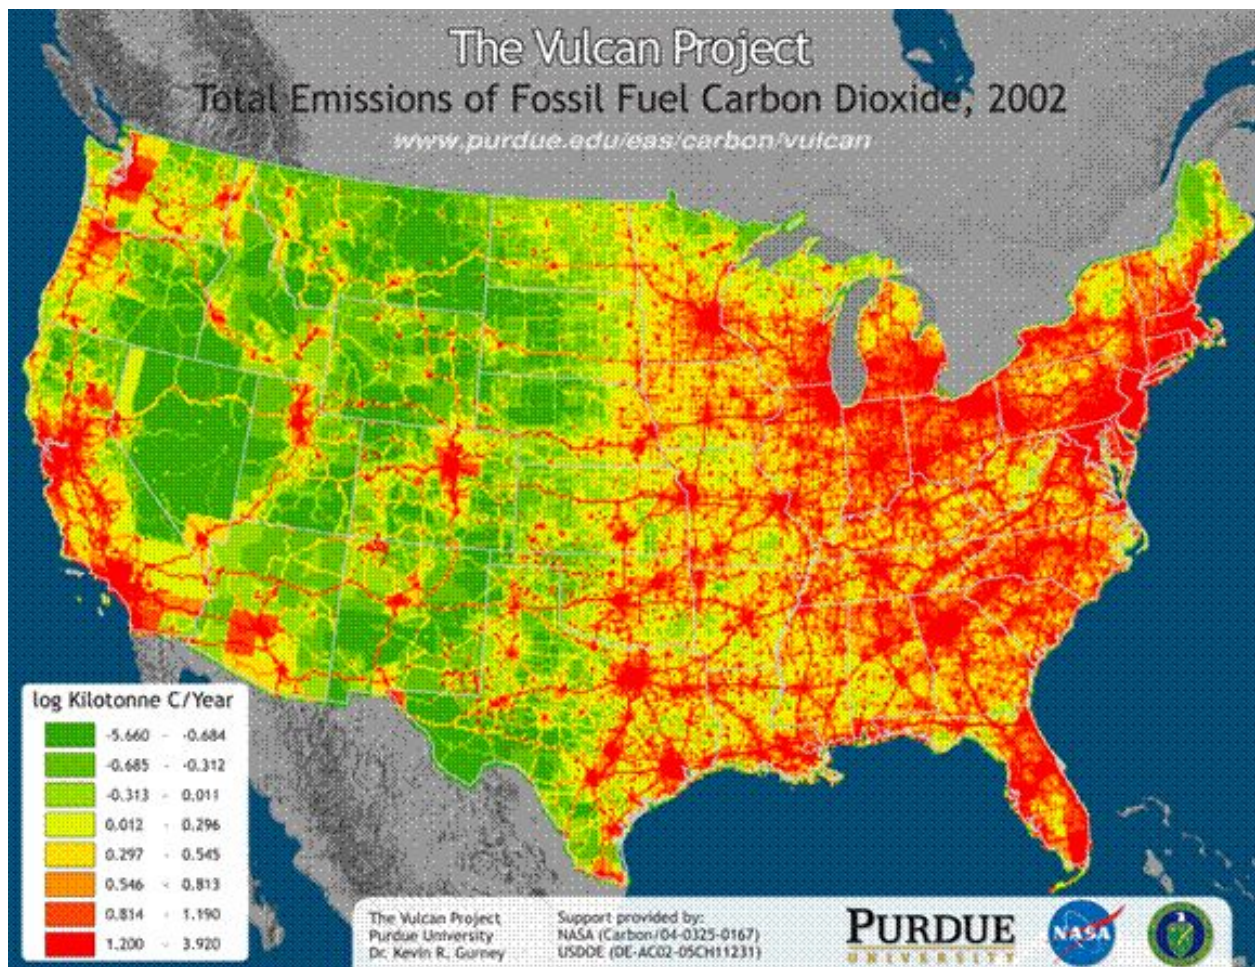 The Vulcan Project
Total Emissions of Fossil Fuel Carbon Dioxide, 2002
www.purdue.edu/eas/carbon/vulcan
log Kilotonne C/Year
-5.660 - -0.684
-0.685 - -0.312
-0.313 - 0.011
0.012 - 0.296
0.297 - 0.545
0.546 - 0.813
0.814 - 1.190
1.200 - 3.920
The Vulcan Project
Purdue University
Dr. Kevin R. Gurney
Support provided by:
NASA (Carbon/04-0325-0167)
USDOE (DE-AC02-05CH11231)
PURDUE
UNIVERSITY
NASA